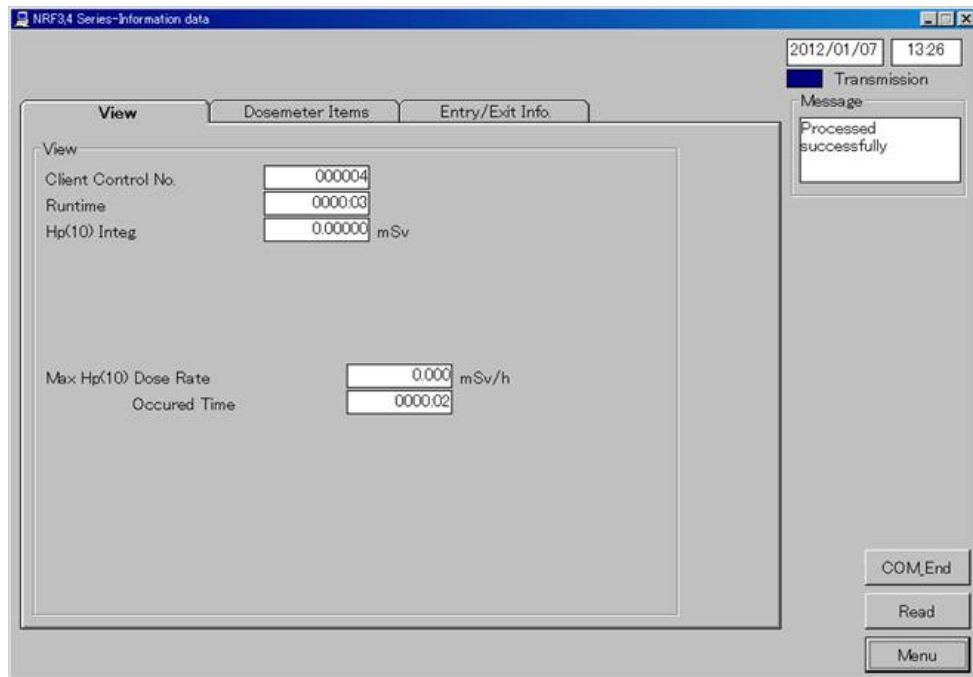 NRF3,4 Series-Information data
2012/01/07 13:26
Transmission
Message
Processed
successfully
View Dosemeter Items Entry/Exit Info.
View
Client Control No. 000004
Runtime 0000:03
Hp(10) Integ 0.00000 mSv
Max Hp(10) Dose Rate 0.000 mSv/h
Occured Time 0000:02
COM_End
Read
Menu